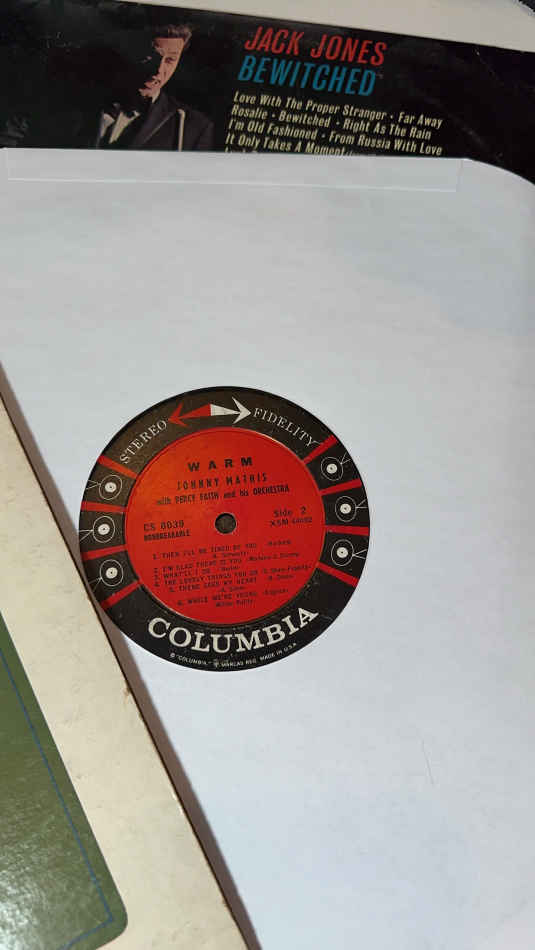 JACK JONES
BEWITCHED
Love With The Proper Stranger • Far Away
Rosalie • Bewitched • Right As The Rain
I'm Old Fashioned • From Russia With Love
It Only Takes A Moment
STEREO FIDELITY
WARM
JOHNNY MATHIS
with PERCY FAITH and his ORCHESTRA
CS 8039 Side 2
NONBREAKABLE
1. THEN I'LL BE TIRED OF YOU
2. I'M GLAD THERE IS YOU
3. WHAT'LL I DO
4. THE LOVELY THINGS YOU DO
5. THERE GOES MY HEART
6. WHILE WE'RE YOUNG
COLUMBIA
® "COLUMBIA," MARCAS REG. MADE IN U.S.A.